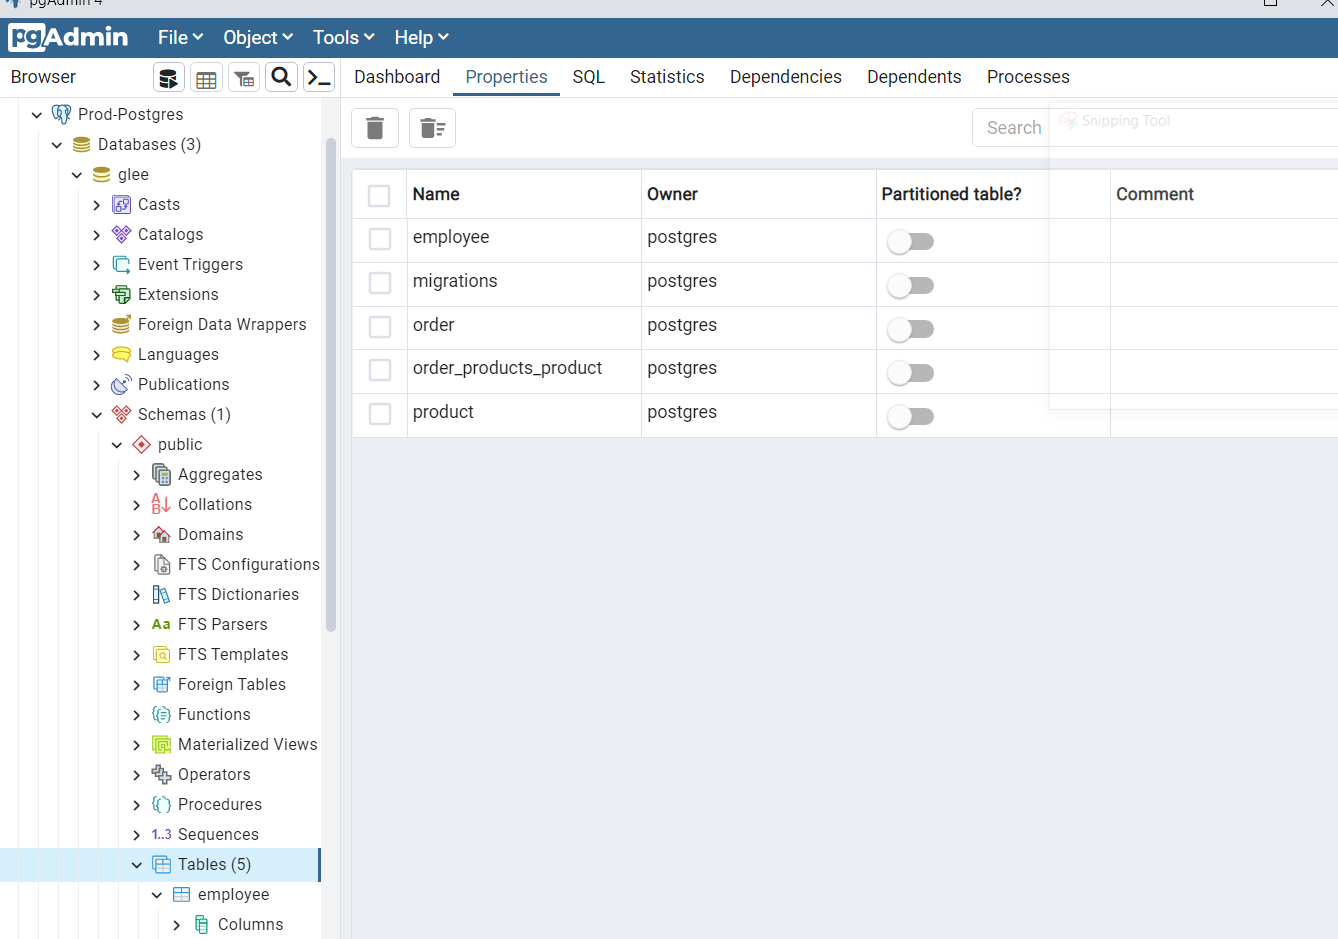 pgAdmin 4
pgAdmin File Object Tools Help
Browser
Dashboard Properties SQL Statistics Dependencies Dependents Processes
Prod-Postgres
Databases (3)
glee
Casts
Catalogs
Event Triggers
Extensions
Foreign Data Wrappers
Languages
Publications
Schemas (1)
public
Aggregates
Collations
Domains
FTS Configurations
FTS Dictionaries
Aa FTS Parsers
FTS Templates
Foreign Tables
Functions
Materialized Views
Operators
Procedures
1..3 Sequences
Tables (5)
employee
Columns
Search
Snipping Tool
Name Owner Partitioned table? Comment
employee postgres
migrations postgres
order postgres
order_products_product postgres
product postgres